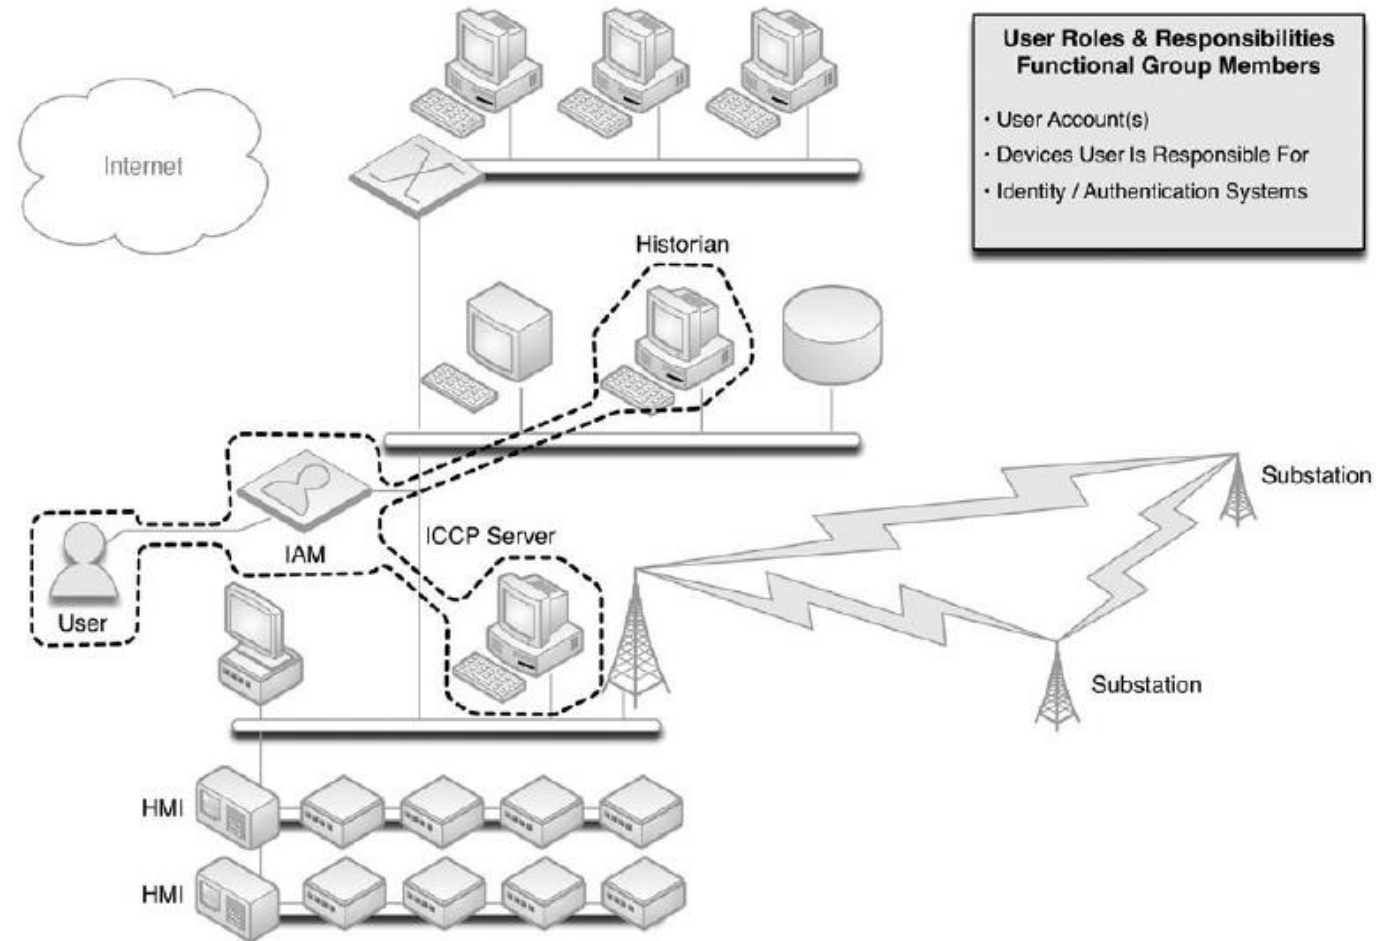 User Roles & Responsibilities
Functional Group Members
· User Account(s)
· Devices User Is Responsible For
· Identity / Authentication Systems
Internet
Historian
Substation
ICCP Server
IAM
User
Substation
HMI
HMI